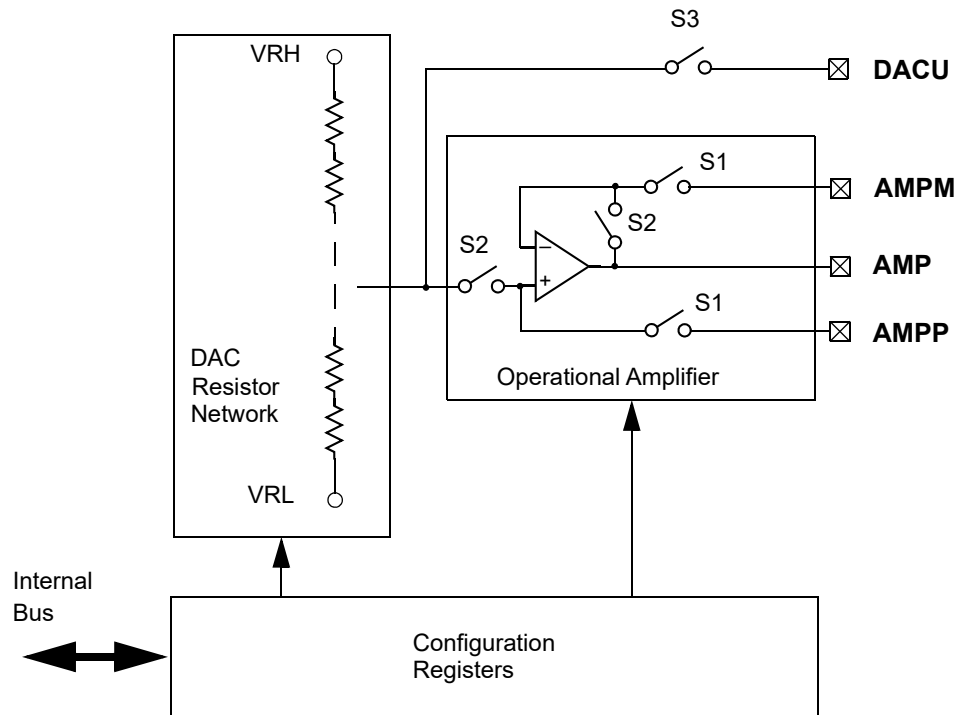 S3
VRH
DACU
S1
AMPM
S2
S2
−
AMP
+
S1
AMPP
DAC
Resistor
Network
Operational Amplifier
VRL
Internal
Bus
Configuration
Registers